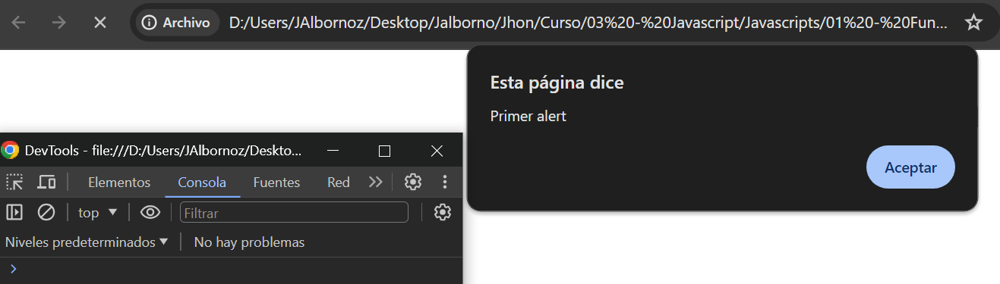 Archivo D:/Users/JAlbornoz/Desktop/Jalborno/Jhon/Curso/03%20-%20Javascript/Javascripts/01%20-%20Fun...
Esta página dice
Primer alert
Aceptar
DevTools - file:///D:/Users/JAlbornoz/Deskto...
Elementos Consola Fuentes Red
top Filtrar
Niveles predeterminados No hay problemas